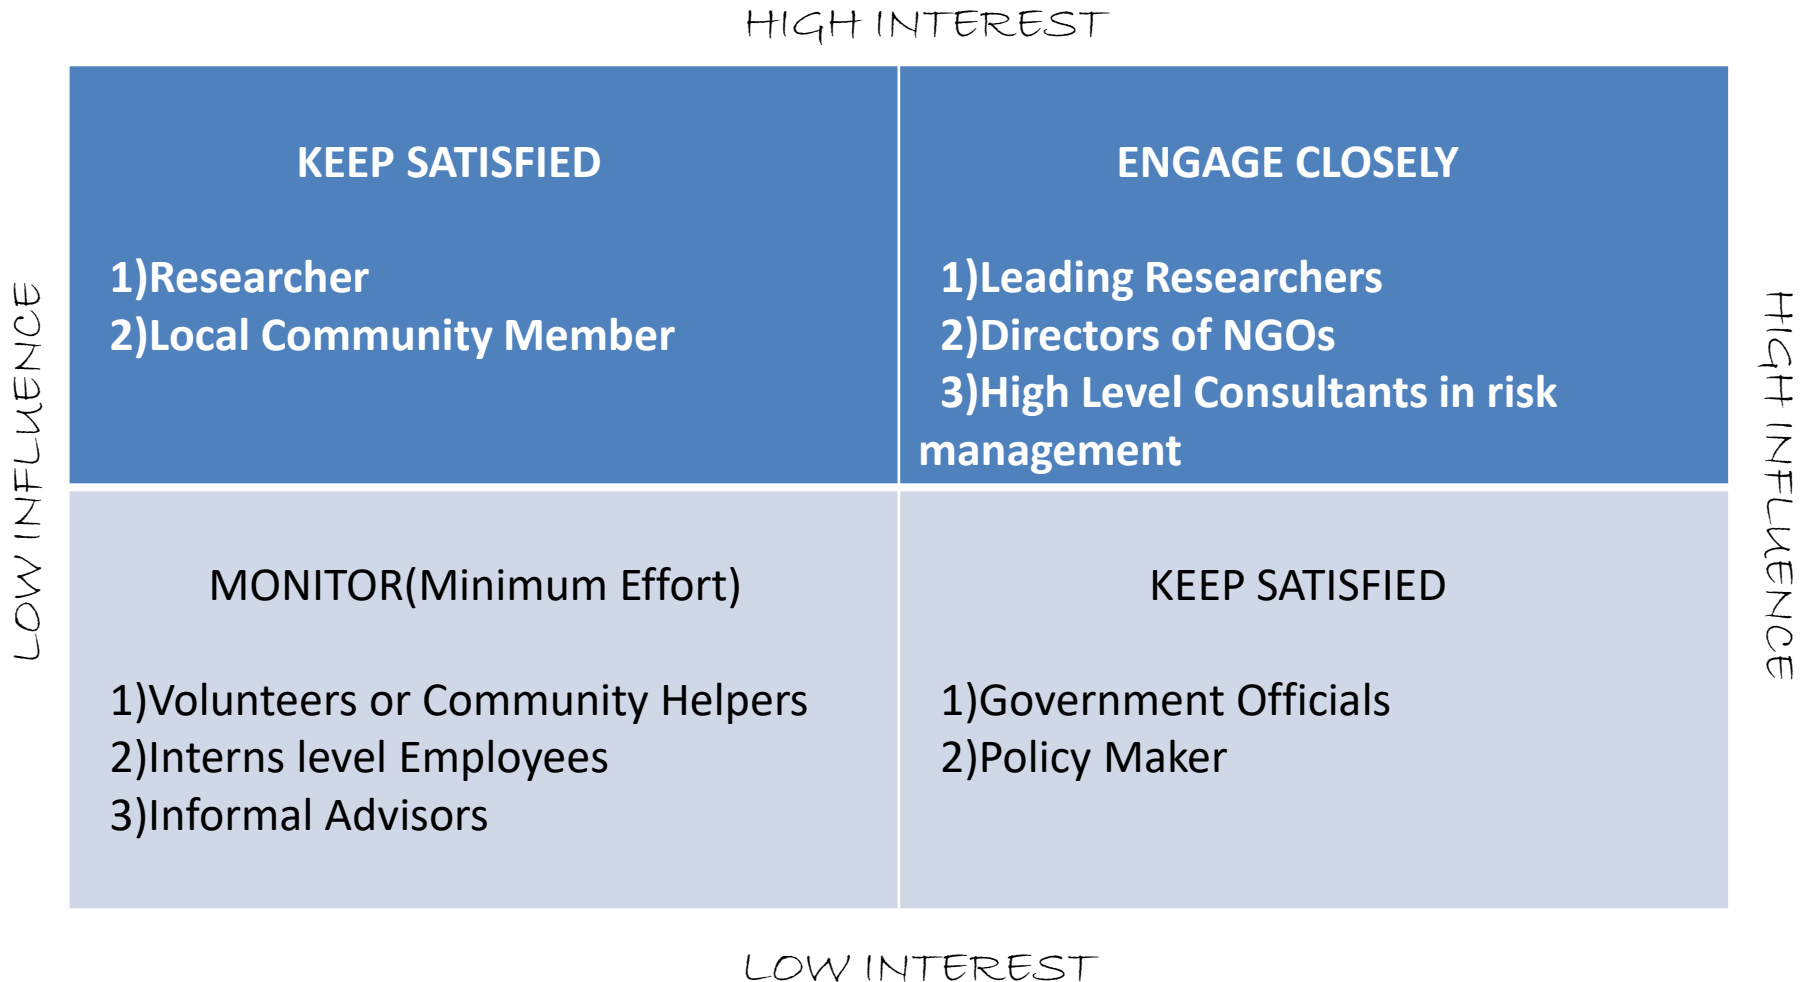 HIGH INTEREST
KEEP SATISFIED
1)Researcher
2)Local Community Member
ENGAGE CLOSELY
1)Leading Researchers
2)Directors of NGOs
3)High Level Consultants in risk
management
LOW INFLUENCE
HIGH INFLUENCE
MONITOR(Minimum Effort)
1)Volunteers or Community Helpers
2)Interns level Employees
3)Informal Advisors
KEEP SATISFIED
1)Government Officials
2)Policy Maker
LOW INTEREST